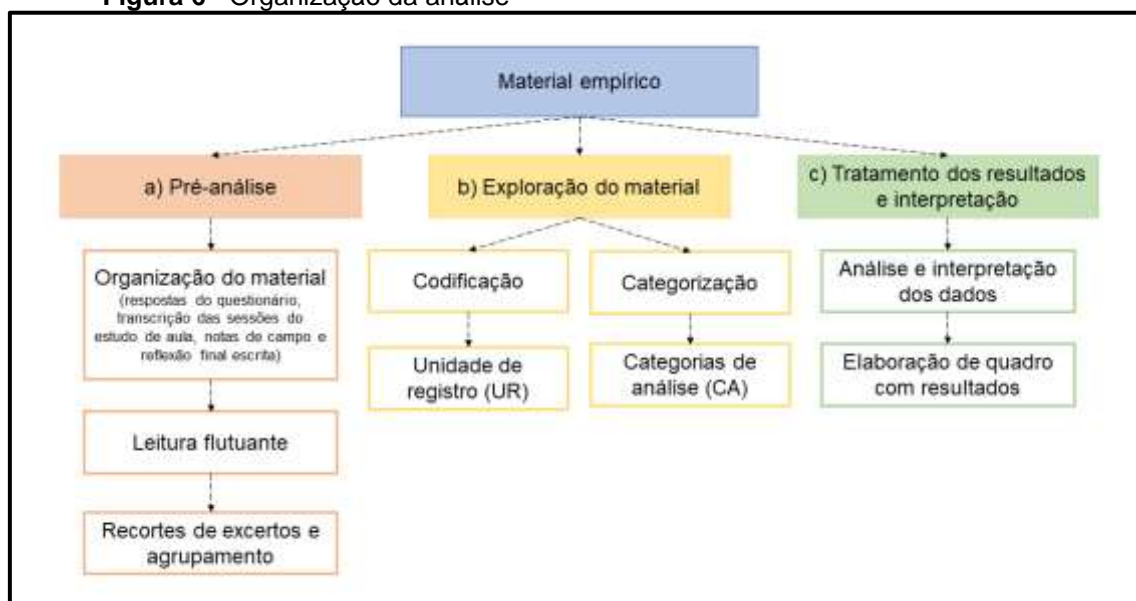 Figura 6 - Organização da análise
Material empírico
a) Pré-análise
Organização do material
(respostas do questionário,
transcrição das sessões do
estudo de aula, notas de campo e
reflexão final escrita)
Leitura flutuante
Recortes de excertos e
agrupamento
b) Exploração do material
Codificação
Unidade de
registro (UR)
Categorização
Categorias de
análise (CA)
c) Tratamento dos resultados
e interpretação
Análise e interpretação
dos dados
Elaboração de quadro
com resultados